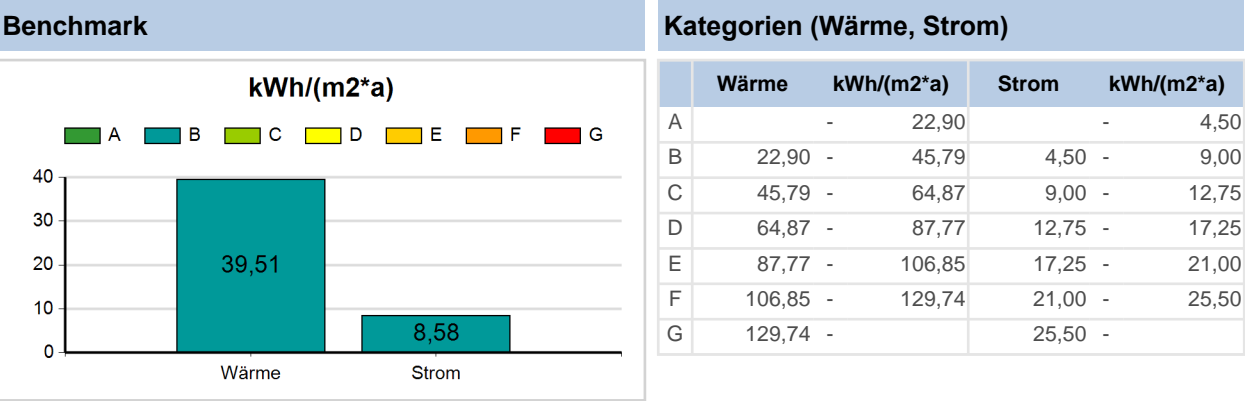 Benchmark
kWh/(m2*a)
A B C D E F G
40
30
20
10
0
39,51
8,58
Wärme Strom
Kategorien (Wärme, Strom)
Wärme kWh/(m2*a) Strom kWh/(m2*a)
A - 22,90 - 4,50
B 22,90 - 45,79 4,50 - 9,00
C 45,79 - 64,87 9,00 - 12,75
D 64,87 - 87,77 12,75 - 17,25
E 87,77 - 106,85 17,25 - 21,00
F 106,85 - 129,74 21,00 - 25,50
G 129,74 - 25,50 -